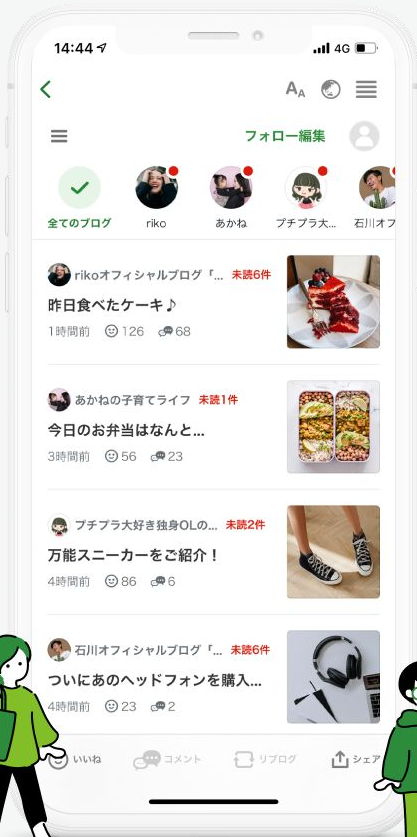 14:44
4G
AA
フォロー編集
全てのブログ
riko
あかね
プチプラ大...
石川オフ
rikoオフィシャルブログ「... 未読6件
昨日食べたケーキ♪
1時間前 126 68
あかねの子育てライフ 未読1件
今日のお弁当はなんと...
3時間前 56 23
プチプラ大好き独身OLの... 未読2件
万能スニーカーをご紹介！
4時間前 86 6
石川オフィシャルブログ「... 未読6件
ついにあのヘッドフォンを購入...
4時間前 23 2
いいね
コメント
リブログ
シェア